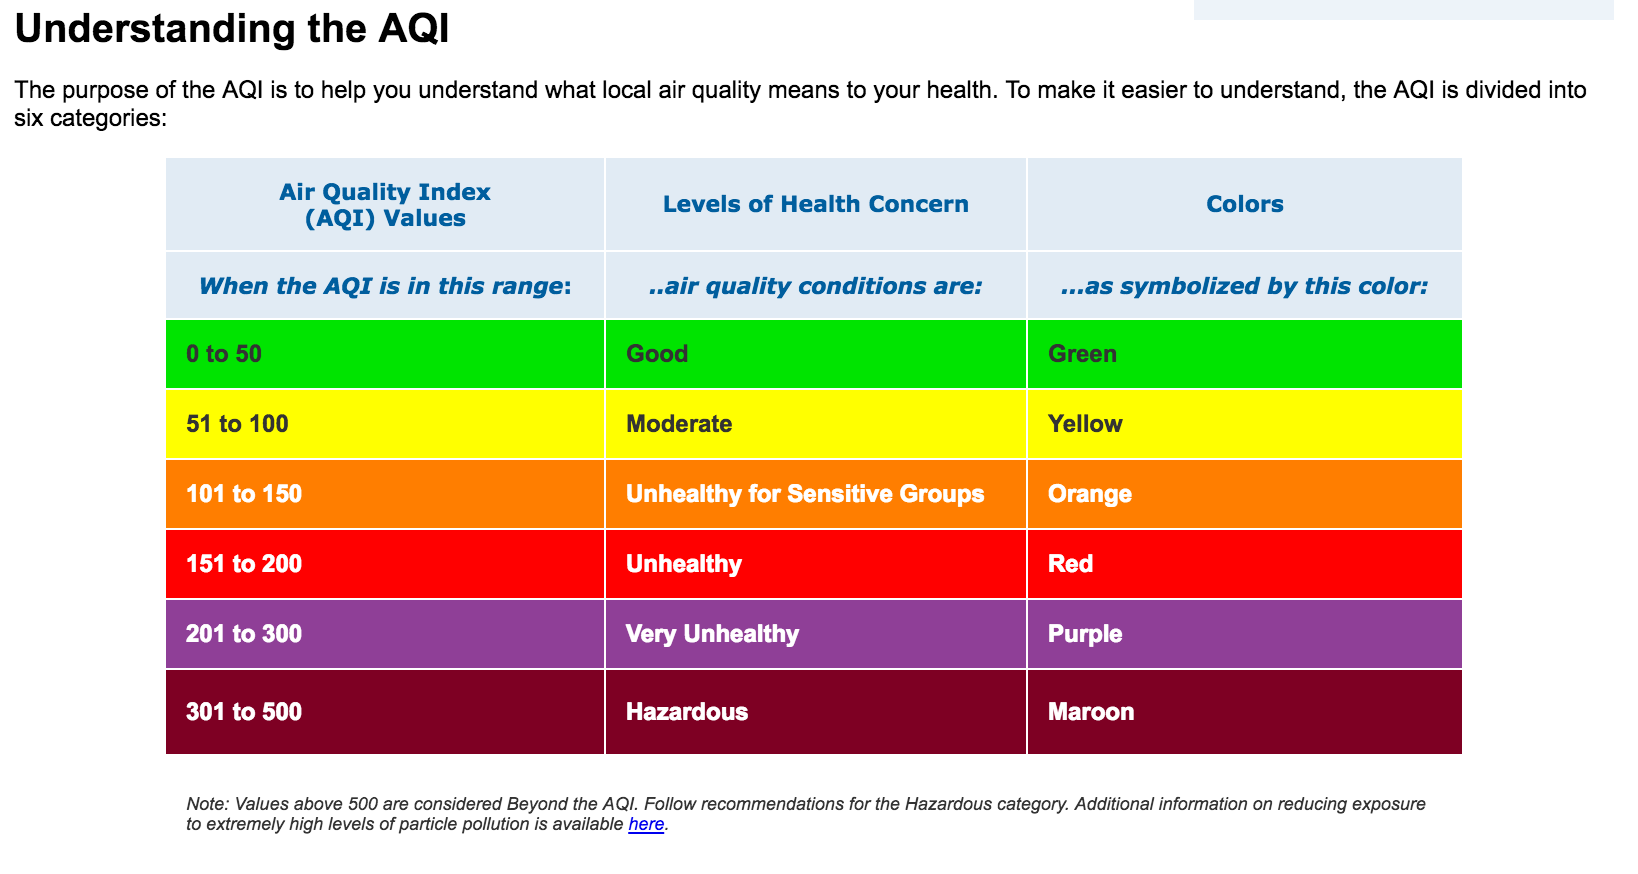 Understanding the AQI
The purpose of the AQI is to help you understand what local air quality means to your health. To make it easier to understand, the AQI is divided into
six categories:
Air Quality Index
(AQI) Values
Levels of Health Concern
Colors
When the AQI is in this range:
..air quality conditions are:
...as symbolized by this color:
0 to 50
Good
Green
51 to 100
Moderate
Yellow
101 to 150
Unhealthy for Sensitive Groups
Orange
151 to 200
Unhealthy
Red
201 to 300
Very Unhealthy
Purple
301 to 500
Hazardous
Maroon
Note: Values above 500 are considered Beyond the AQI. Follow recommendations for the Hazardous category. Additional information on reducing exposure
to extremely high levels of particle pollution is available here.